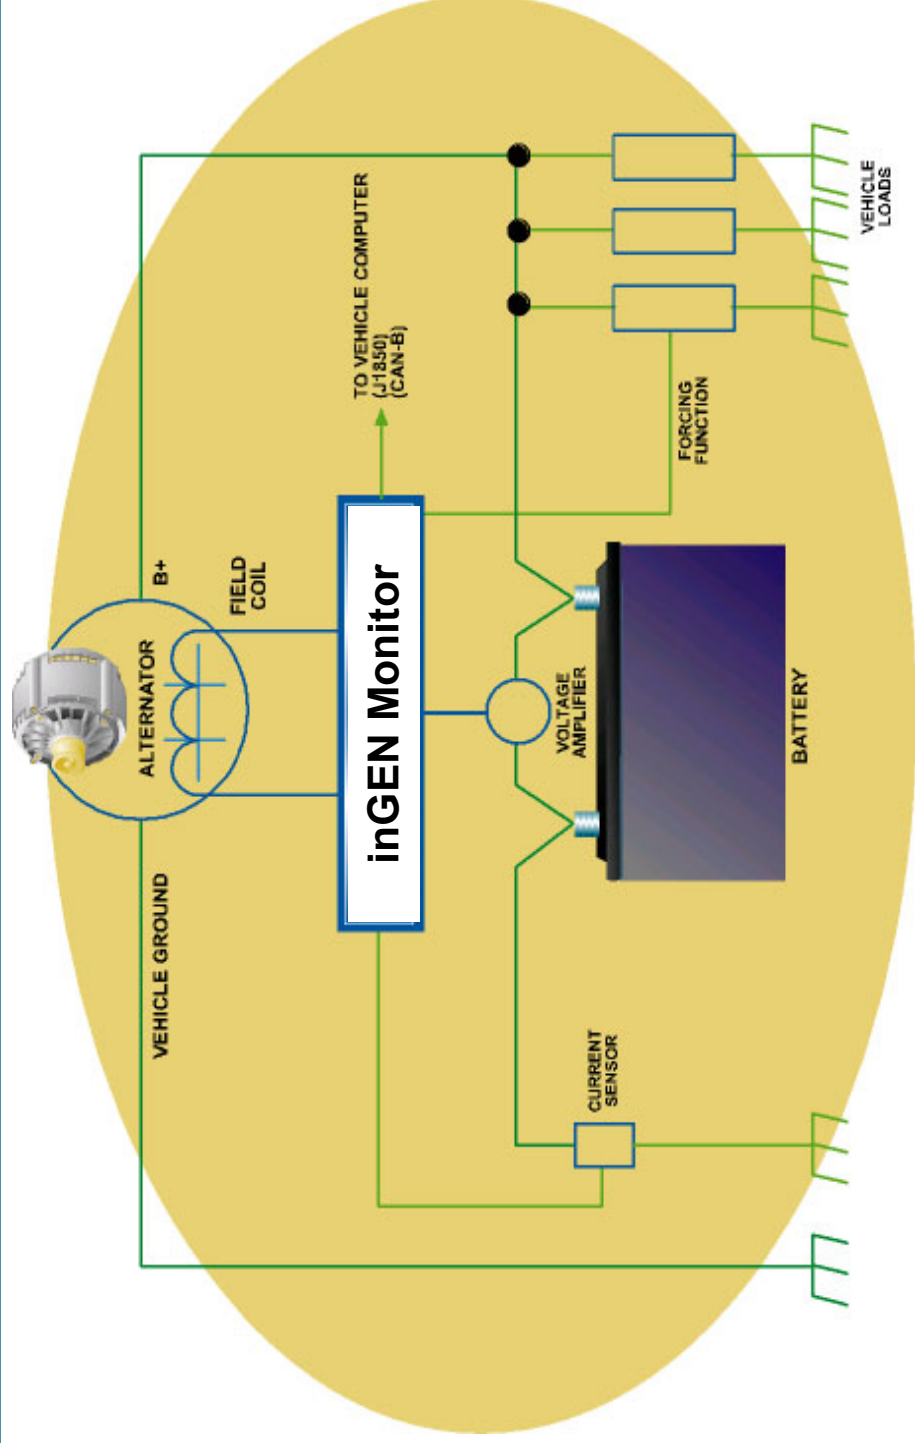 ALTERNATOR
B+
VEHICLE GROUND
FIELD
COIL
TO VEHICLE COMPUTER
(J1850)
(CAN-B)
inGEN Monitor
VOLTAGE
AMPLIFIER
CURRENT
SENSOR
FORCING
FUNCTION
BATTERY
VEHICLE
LOADS